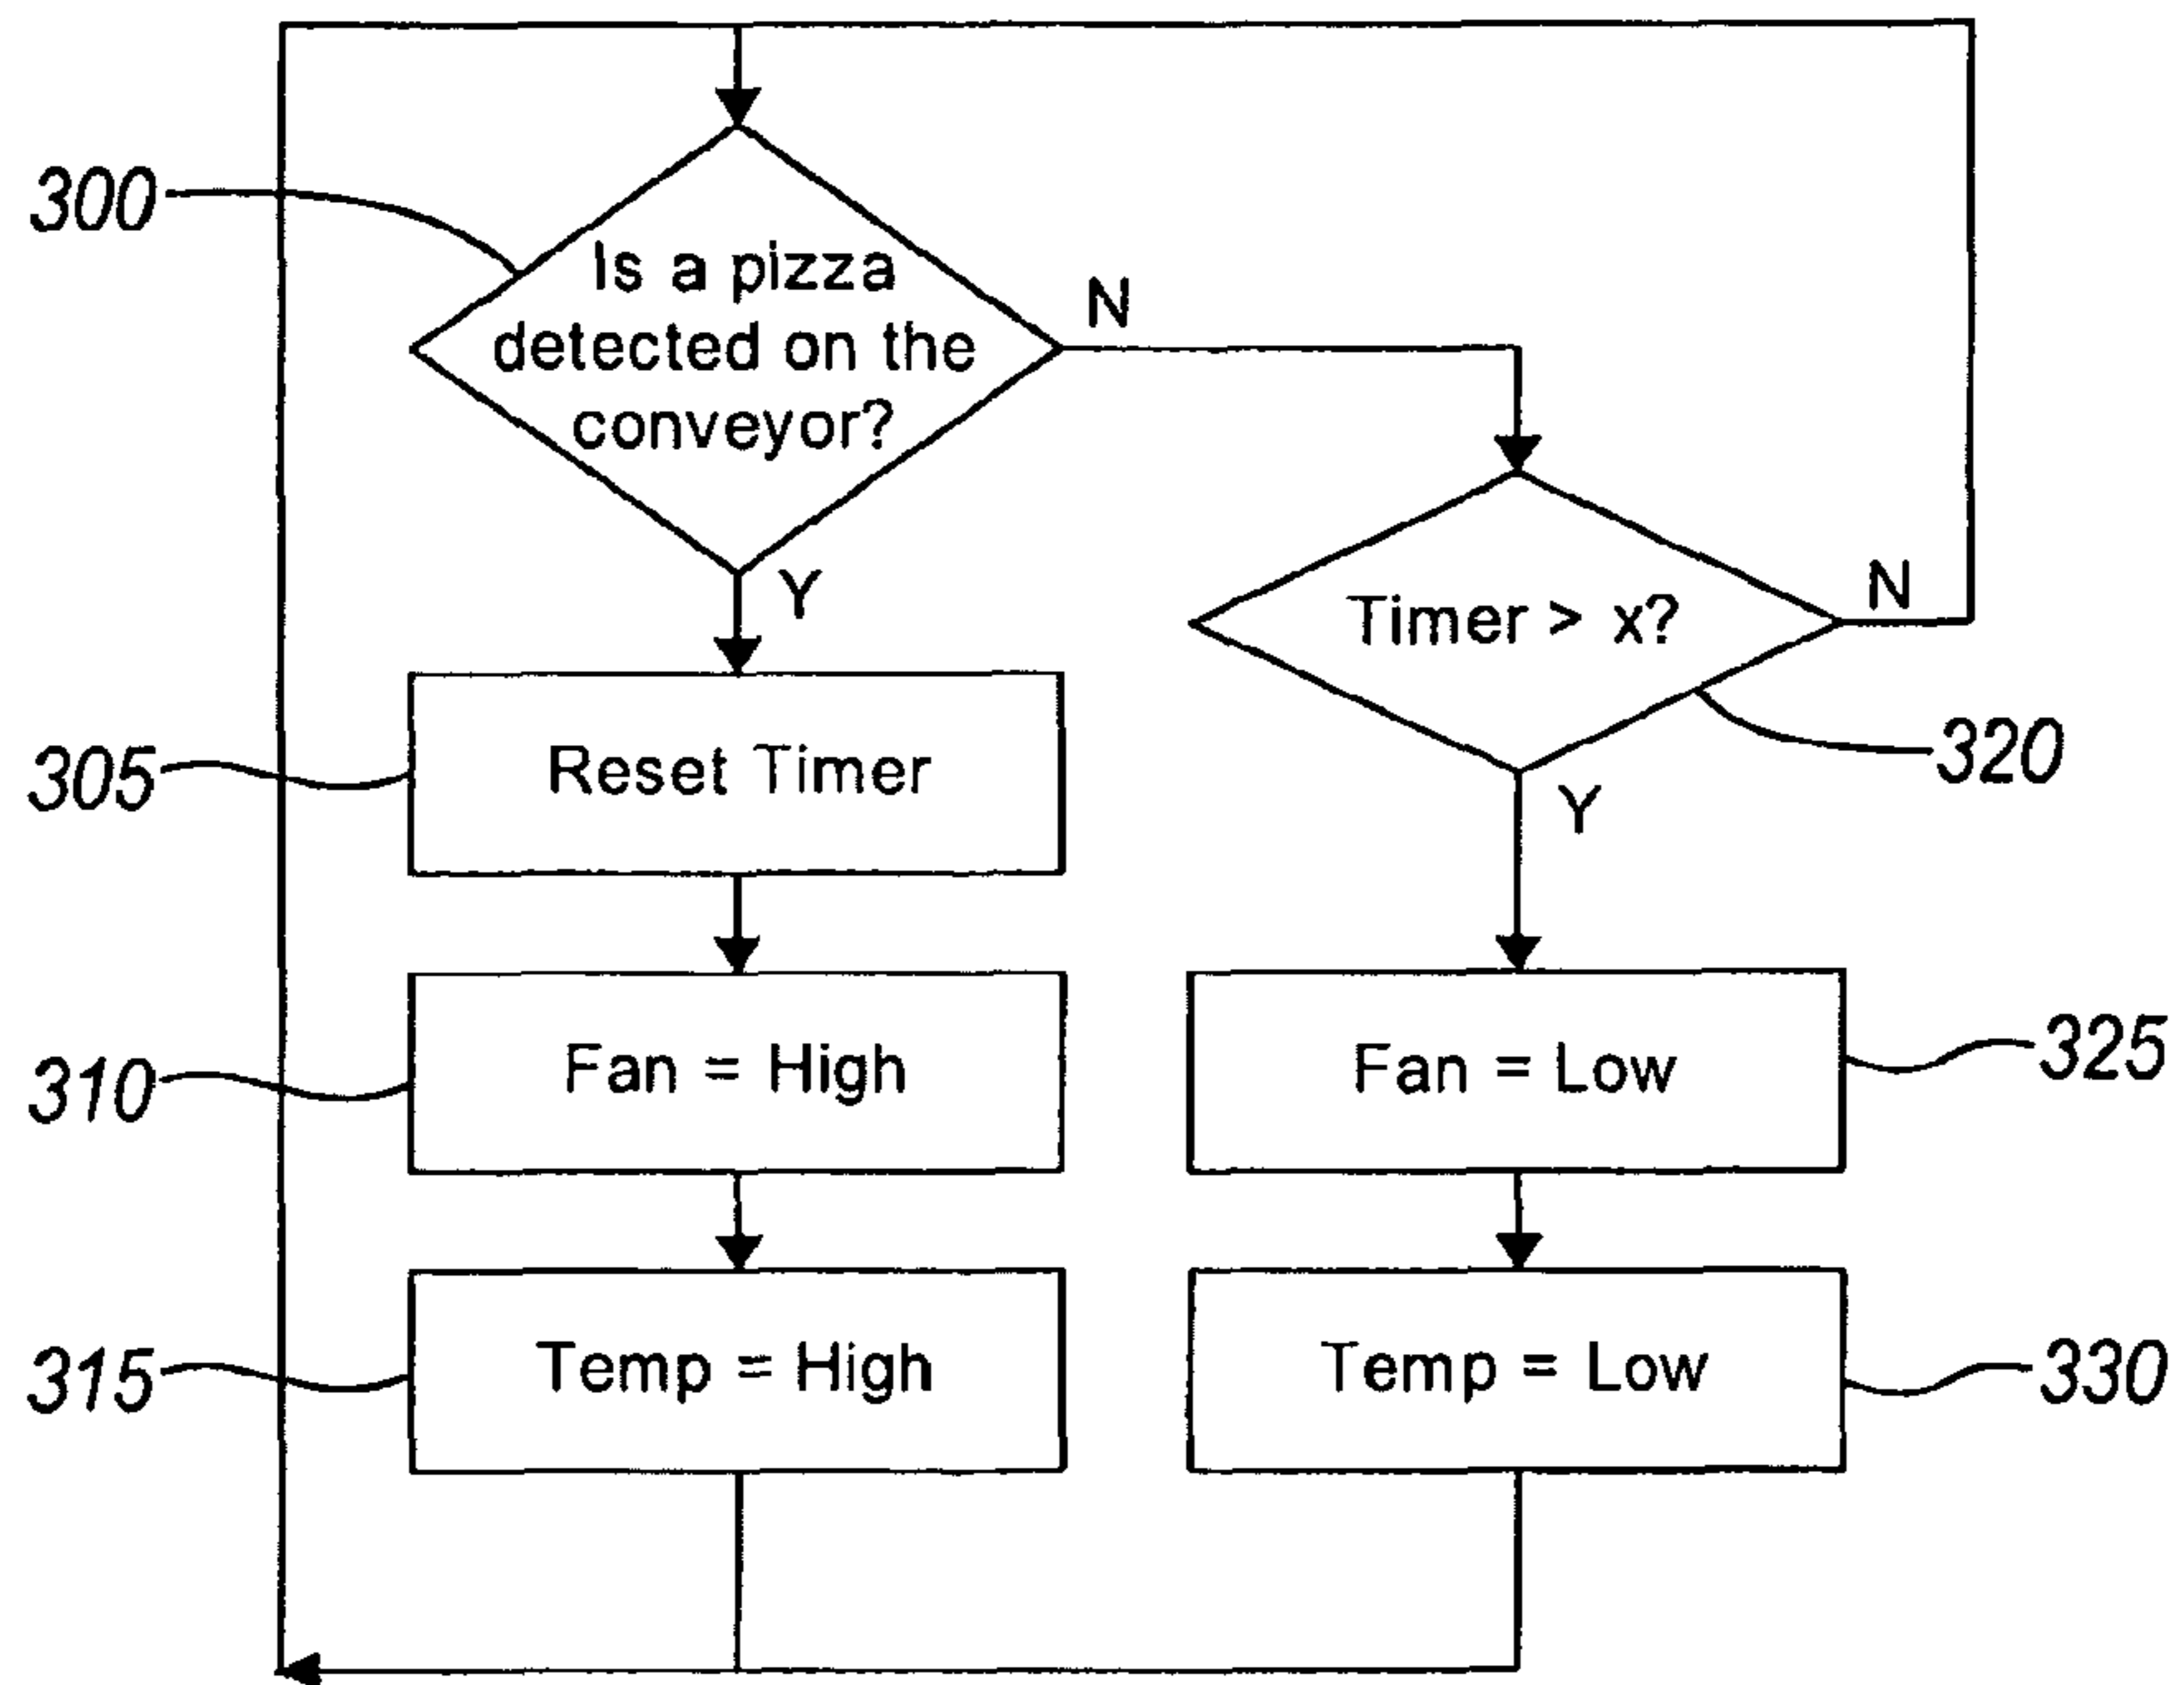 300
Is a pizza
detected on the
conveyor?
N
Y
Timer > x?
N
320
Y
305
Reset Timer
310
Fan = High
Fan = Low
325
315
Temp = High
Temp = Low
330